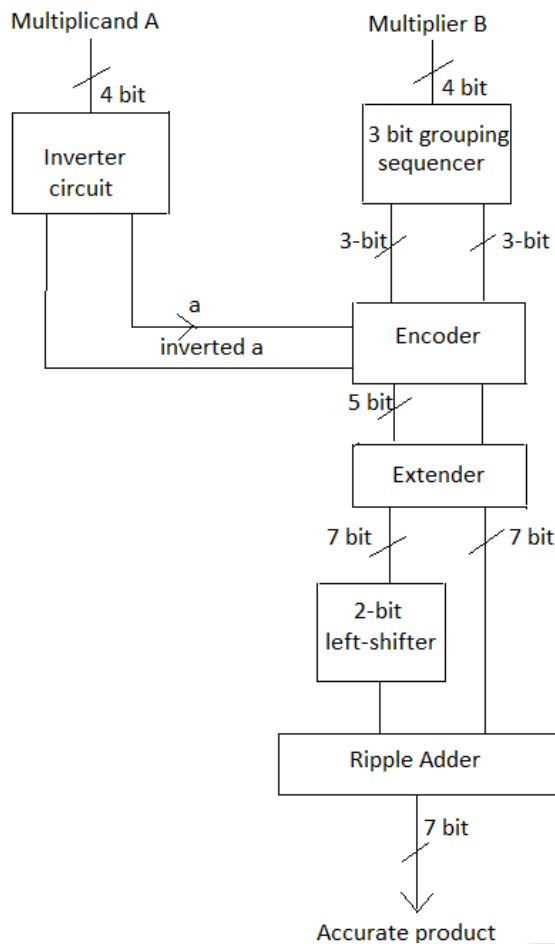 Multiplicand A
Multiplier B
4 bit
4 bit
Inverter
circuit
3 bit grouping
sequencer
3-bit
3-bit
a
inverted a
Encoder
5 bit
Extender
7 bit
7 bit
2-bit
left-shifter
Ripple Adder
7 bit
Accurate product